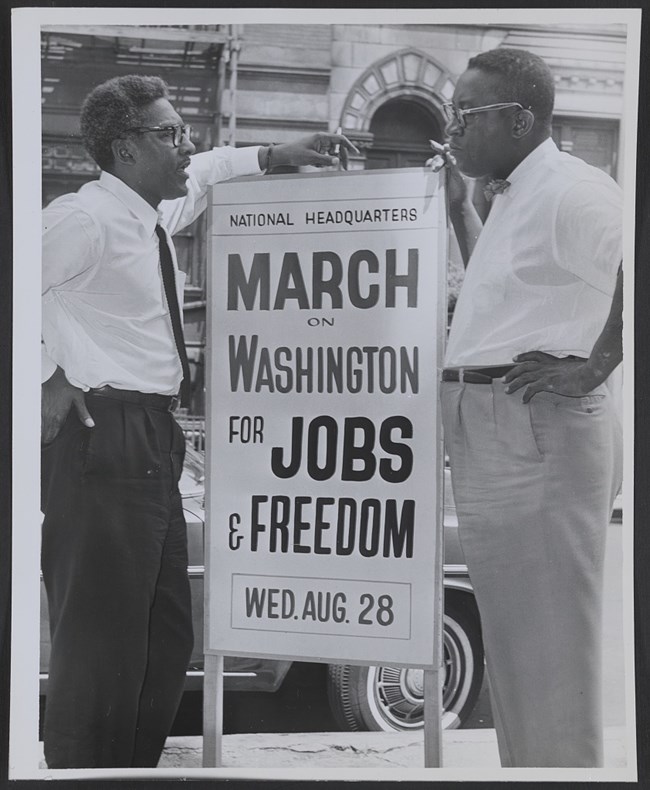 NATIONAL HEADQUARTERS
MARCH
ON
WASHINGTON
FOR JOBS
& FREEDOM
WED. AUG. 28